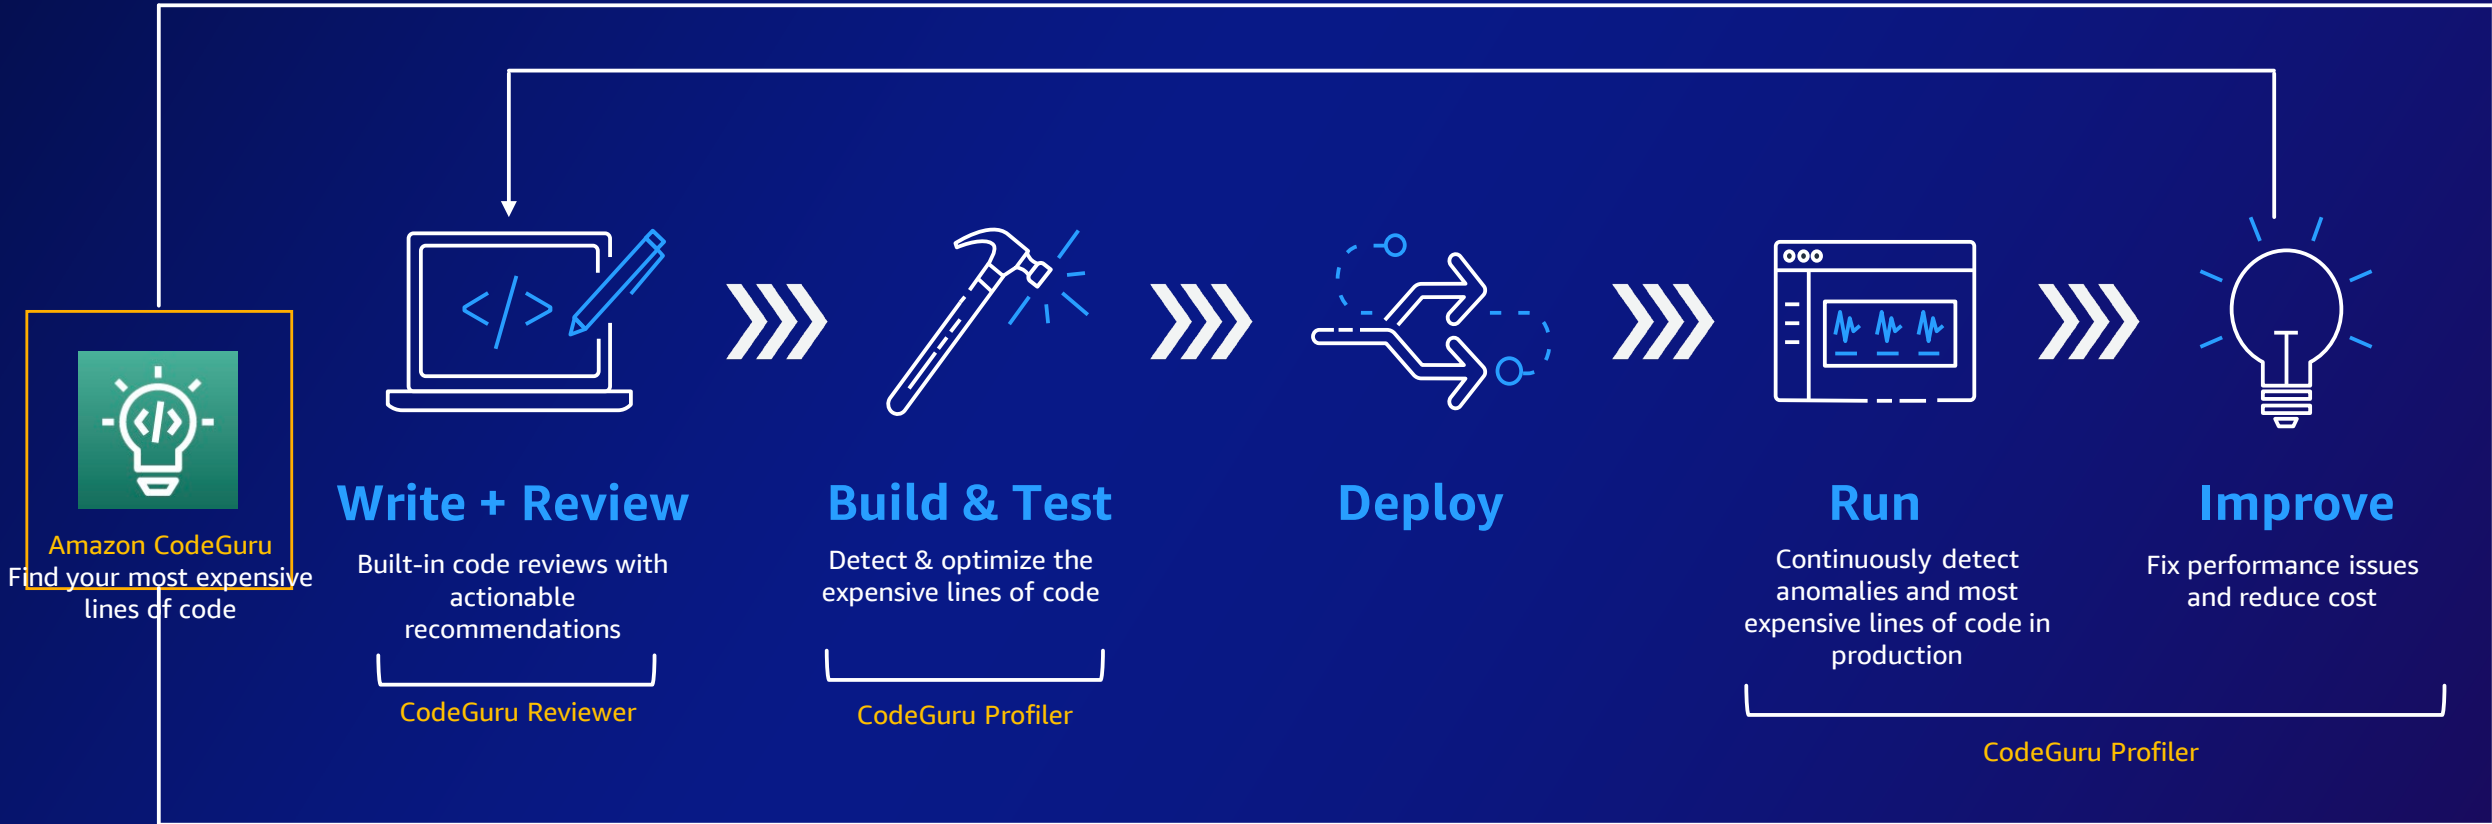 Amazon CodeGuru
Find your most expensive
lines of code
Write + Review
Built-in code reviews with
actionable
recommendations
CodeGuru Reviewer
Build & Test
Detect & optimize the
expensive lines of code
CodeGuru Profiler
Deploy
Run
Continuously detect
anomalies and most
expensive lines of code in
production
Improve
Fix performance issues
and reduce cost
CodeGuru Profiler